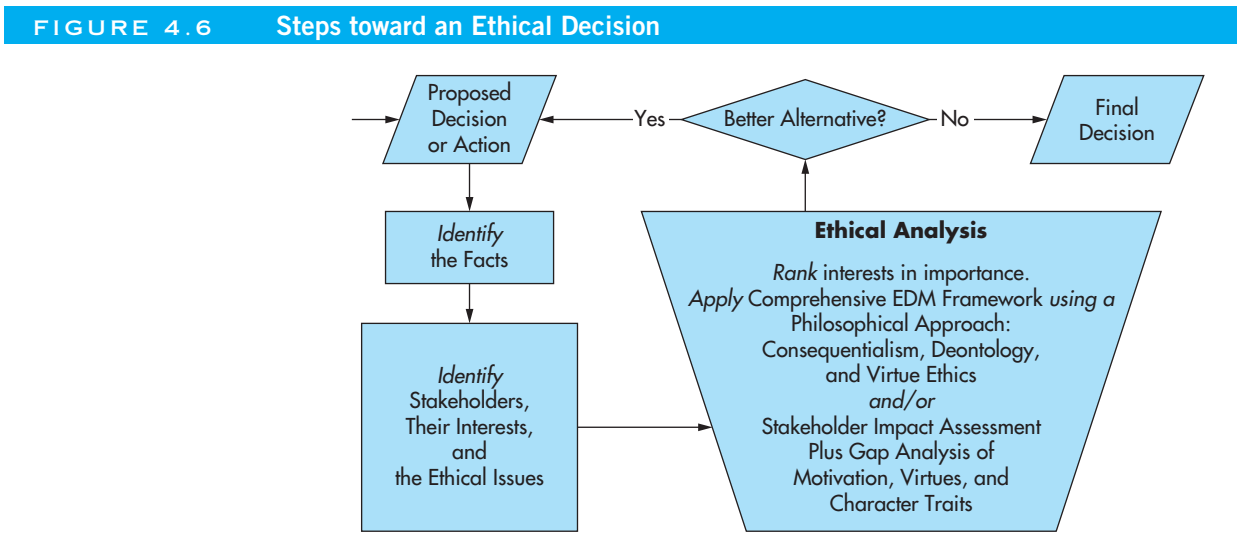 FIGURE 4.6 Steps toward an Ethical Decision
Proposed
Decision
or Action
Yes
Better Alternative?
No
Final
Decision
Identify
the Facts
Identify
Stakeholders,
Their Interests,
and
the Ethical Issues
Ethical Analysis
Rank interests in importance.
Apply Comprehensive EDM Framework using a
Philosophical Approach:
Consequentialism, Deontology,
and Virtue Ethics
and/or
Stakeholder Impact Assessment
Plus Gap Analysis of
Motivation, Virtues, and
Character Traits